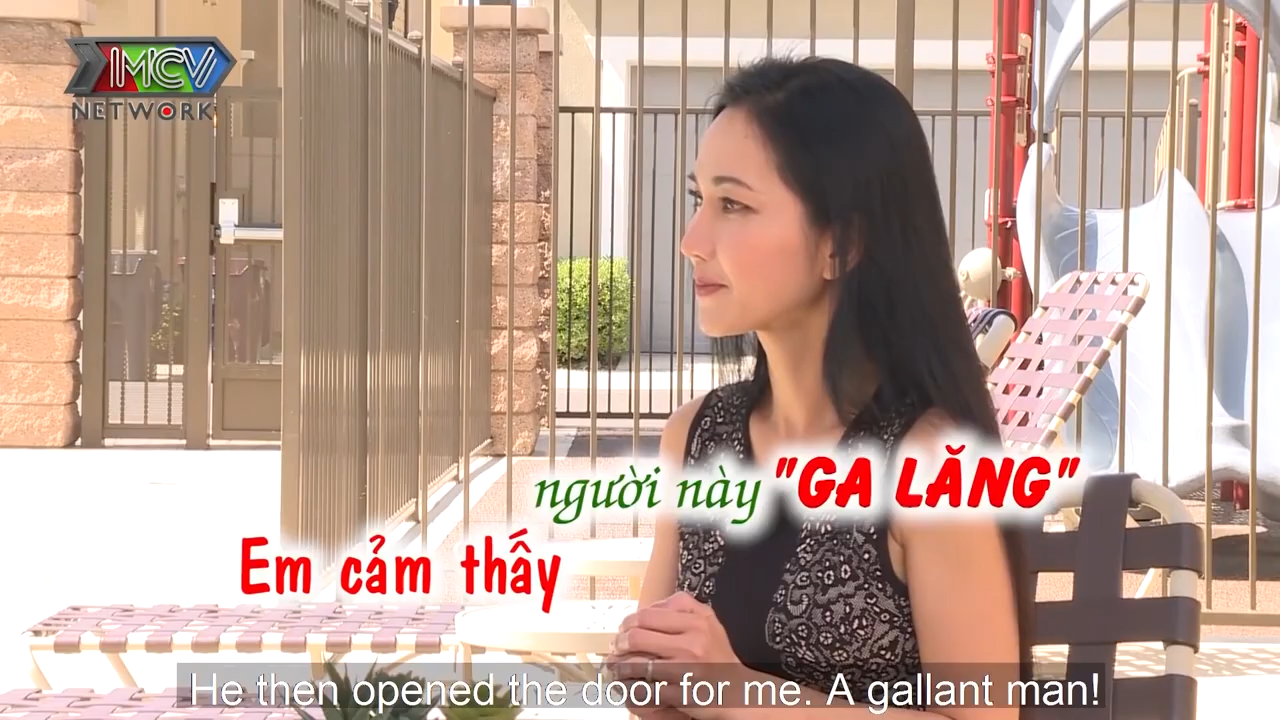 MCV
NETWORK
người này "GA LĂNG"
Em cảm thấy
He then opened the door for me. A gallant man!